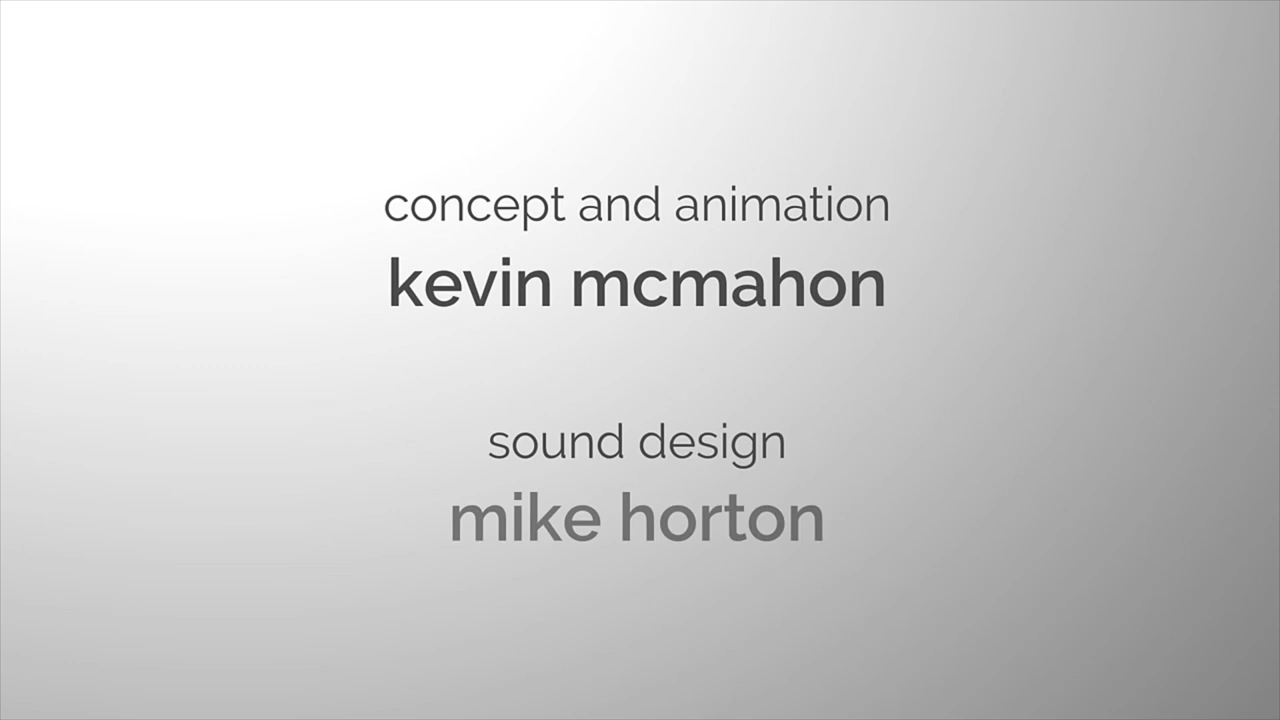 concept and animation
kevin mcmahon
sound design
mike horton